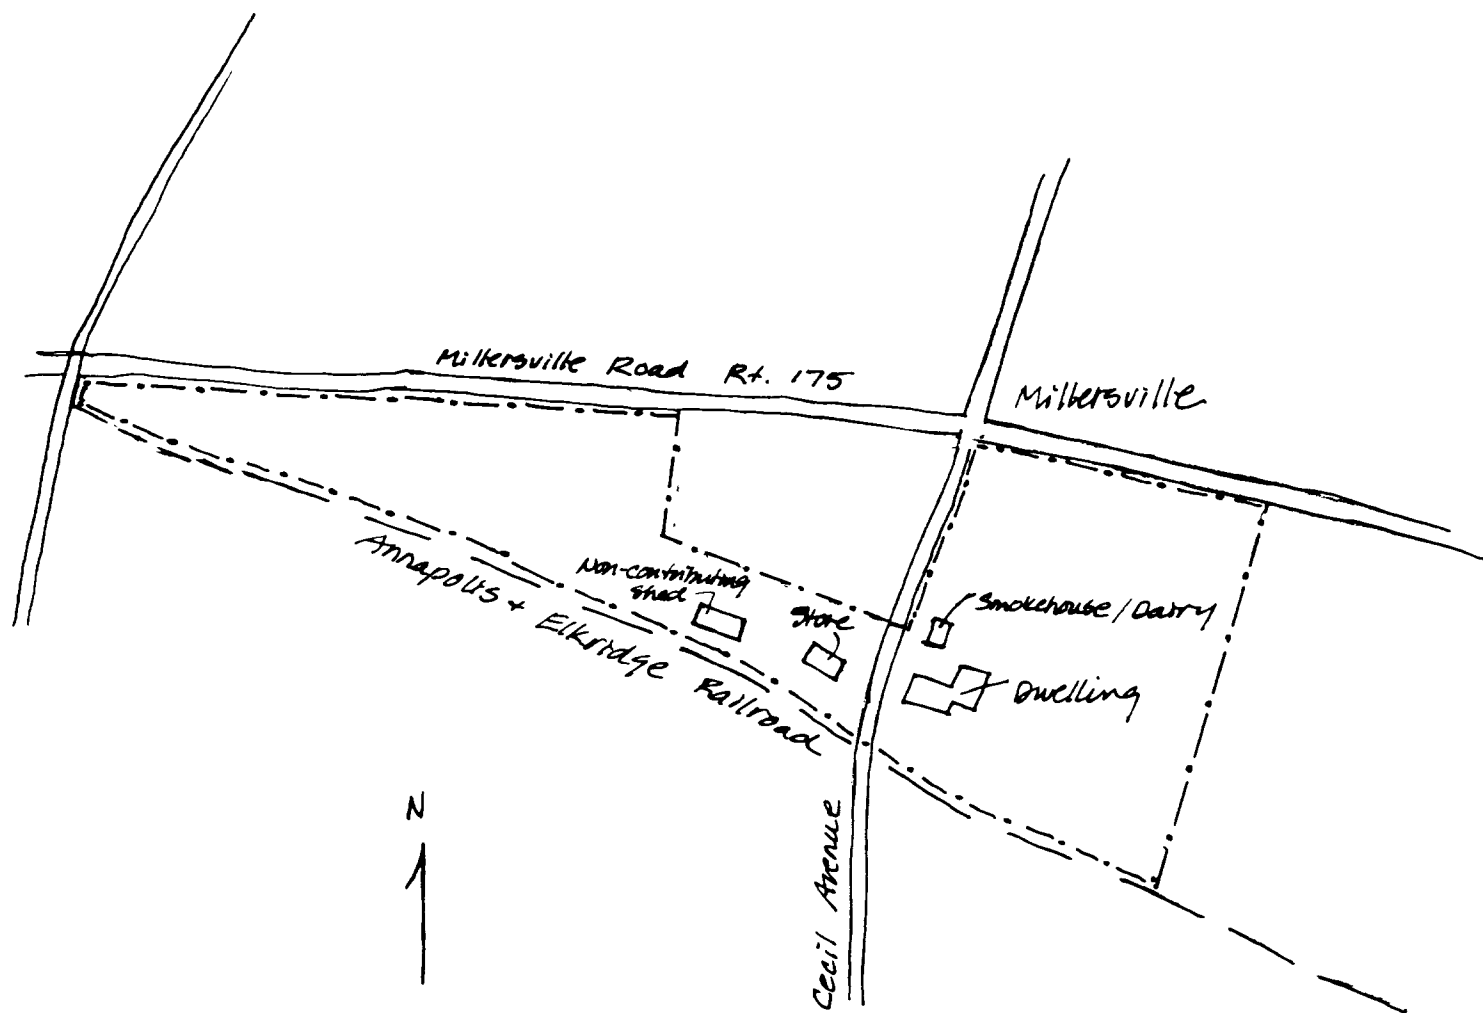 Millersville Road Rt. 175
Millersville
Annapolis + Elkridge Railroad
Non-contributing
shed
Store
Smokehouse / Dairy
Dwelling
N
Cecil Avenue